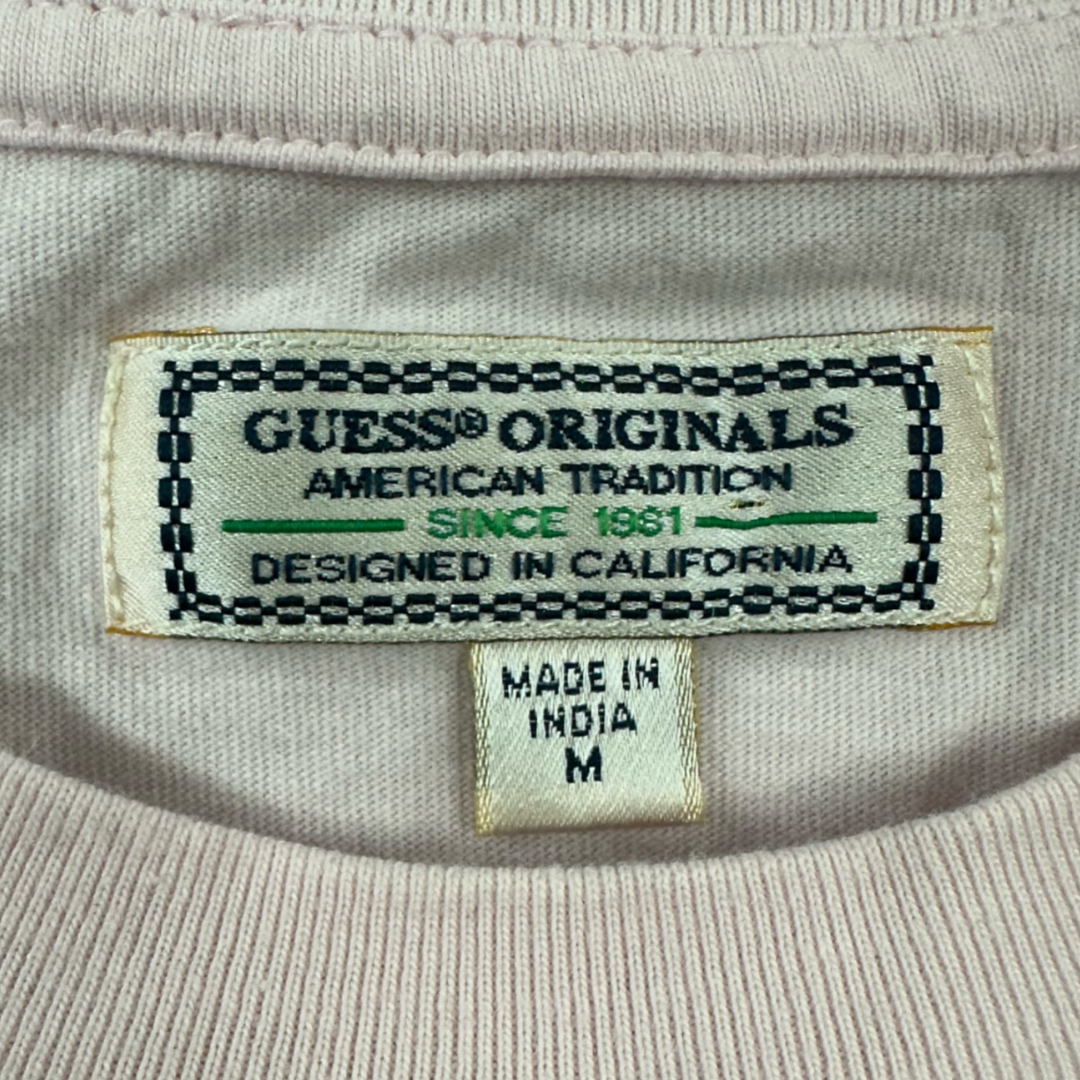 GUESS® ORIGINALS
AMERICAN TRADITION
SINCE 1981
DESIGNED IN CALIFORNIA
MADE IN
INDIA
M